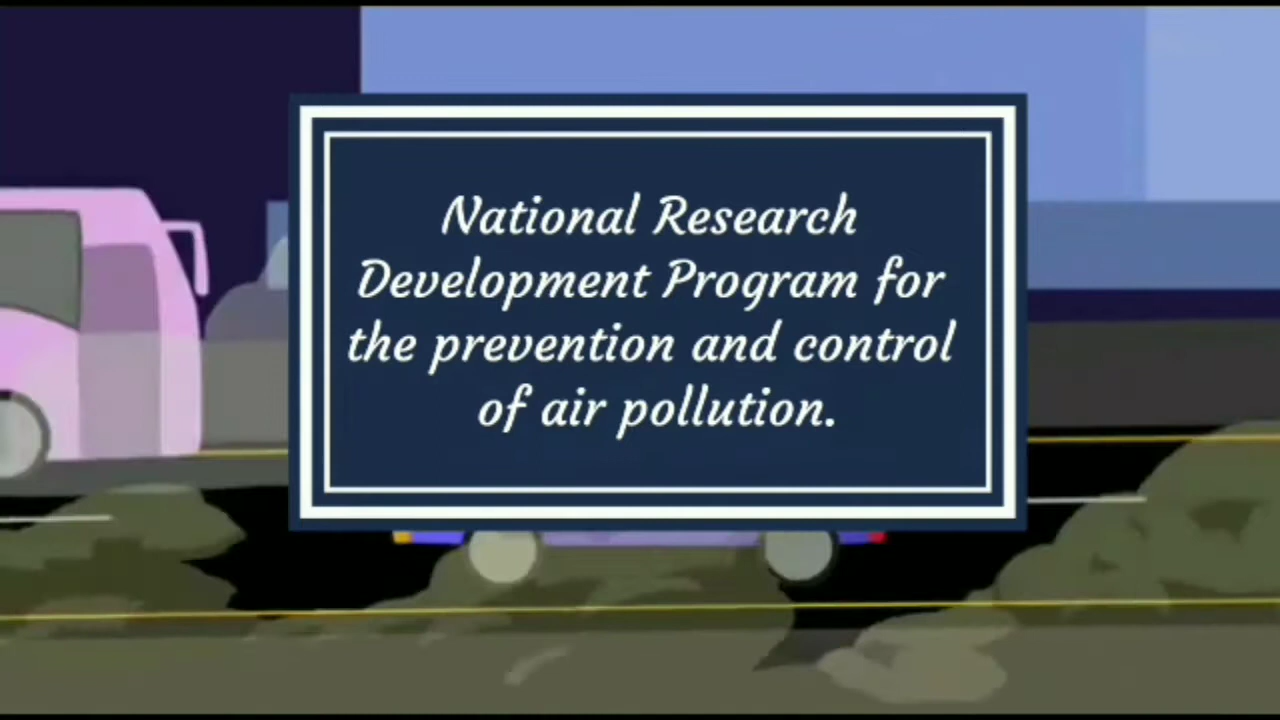 National Research
Development Program for
the prevention and control
of air pollution.